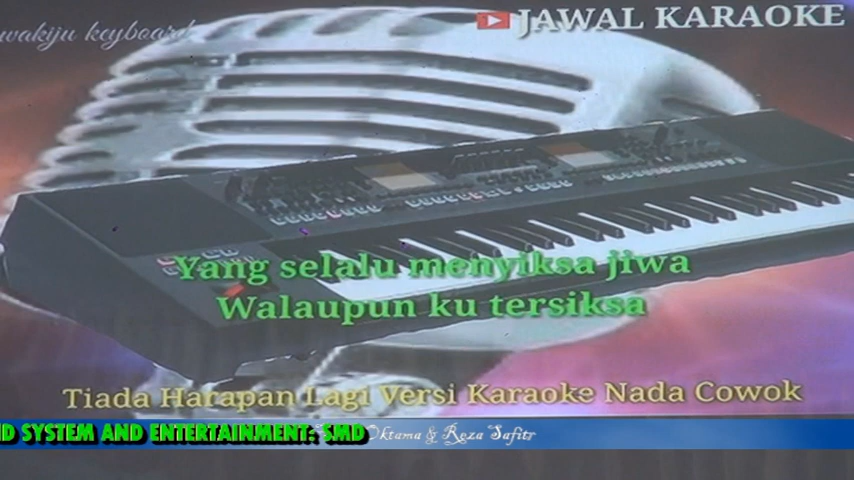 wakiju keyboard
JAWAL KARAOKE
Yang selalu menyiksa jiwa
Walaupun ku tersiksa
Tiada Harapan Lagi Versi Karaoke Nada Cowok
SYSTEM AND ENTERTAINMENT: SMD
Oktama & Reza Safitr